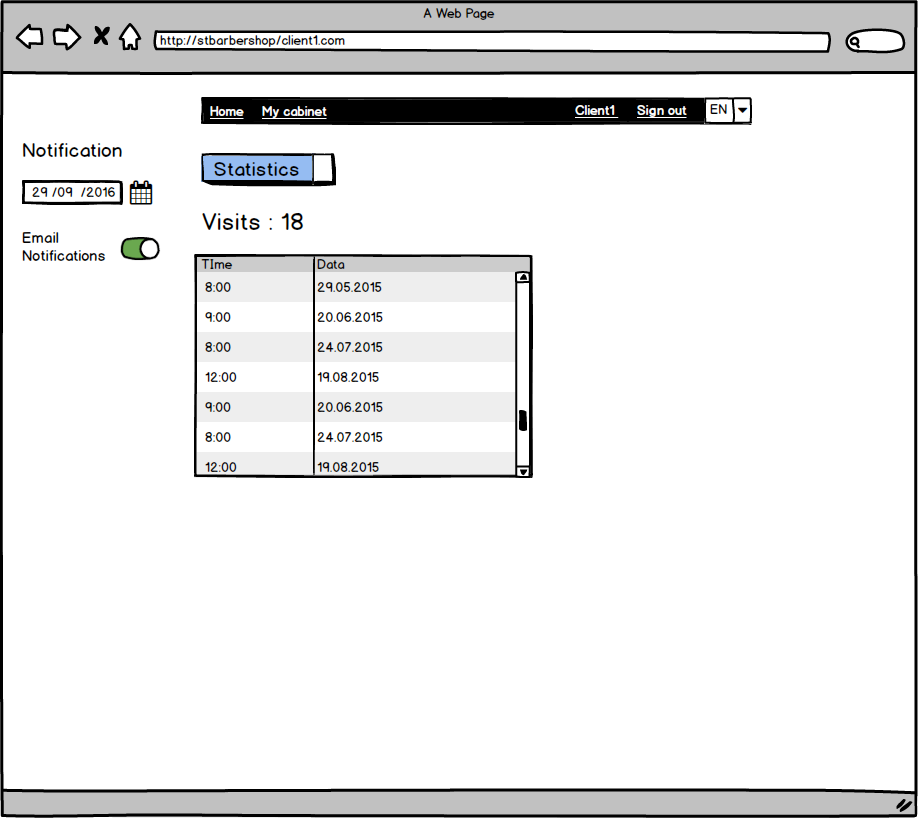 A Web Page
http://stbarbershop/client1.com
Home My cabinet Client1 Sign out EN
Notification
29 /09 /2016
Email
Notifications
Statistics
Visits : 18
TIme Data
8:00 29.05.2015
9:00 20.06.2015
8:00 24.07.2015
12:00 19.08.2015
9:00 20.06.2015
8:00 24.07.2015
12:00 19.08.2015